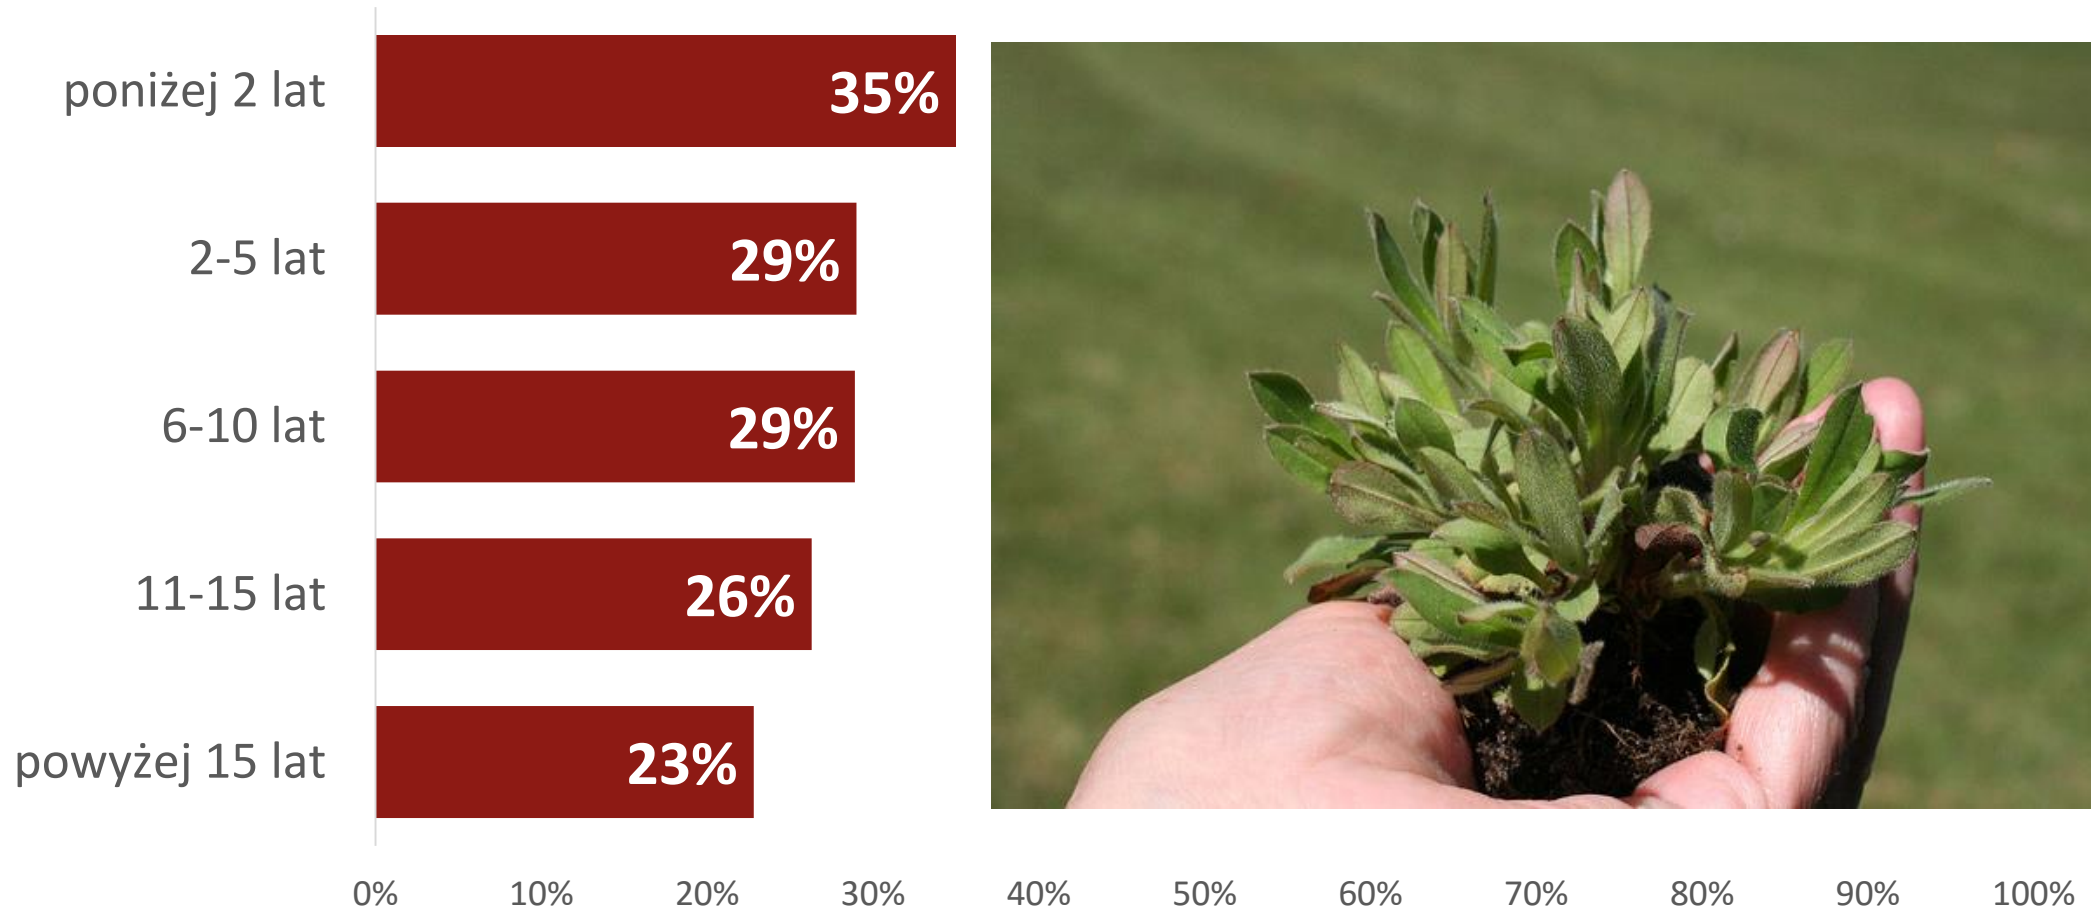 poniżej 2 lat 35%
2-5 lat 29%
6-10 lat 29%
11-15 lat 26%
powyżej 15 lat 23%
0% 10% 20% 30% 40% 50% 60% 70% 80% 90% 100%